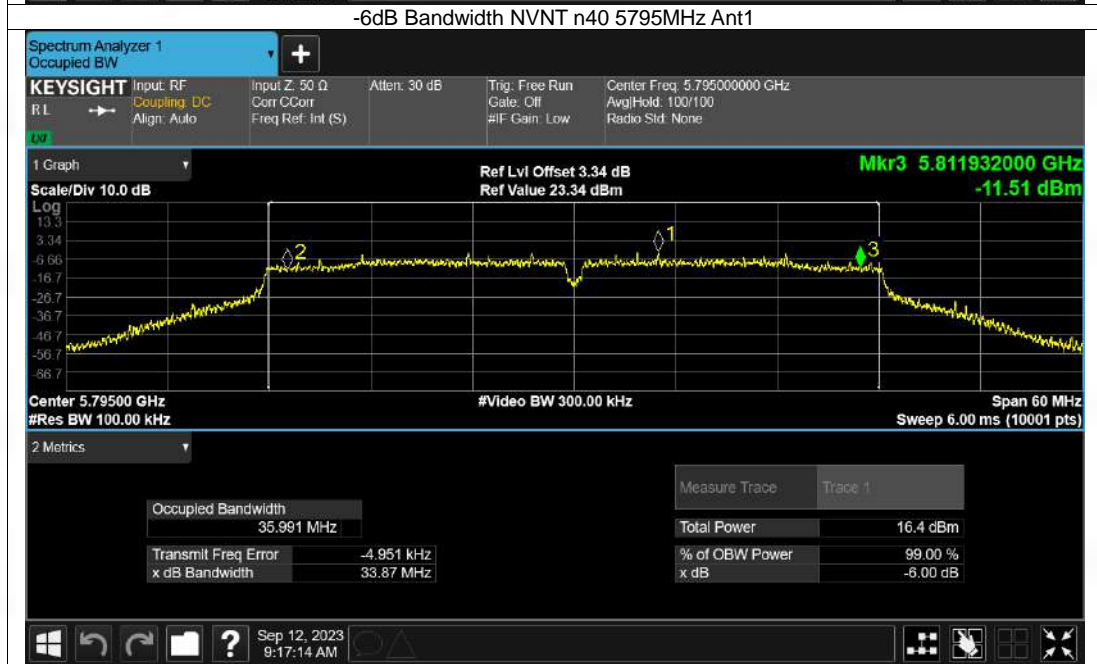 -6dB Bandwidth NVNT n40 5795MHz Ant1
Spectrum Analyzer 1
Occupied BW
+
KEYSIGHT Input: RF Input Z: 50 Ω Atten: 30 dB Trig: Free Run Center Freq: 5.795000000 GHz
RL Coupling: DC Corr CCorr Gate: Off Avg|Hold: 100/100
Align: Auto Freq Ref: Int (S) #IF Gain: Low Radio Std: None
LXI
1 Graph Ref Lvl Offset 3.34 dB Mkr3 5.811932000 GHz
Scale/Div 10.0 dB Ref Value 23.34 dBm -11.51 dBm
Log
13.3
3.34
-6.66
-16.7
-26.7
-36.7
-46.7
-56.7
-66.7
2
1
3
Center 5.79500 GHz #Video BW 300.00 kHz Span 60 MHz
#Res BW 100.00 kHz Sweep 6.00 ms (10001 pts)
2 Metrics
Measure Trace Trace 1
Occupied Bandwidth
35.991 MHz Total Power 16.4 dBm
Transmit Freq Error -4.951 kHz % of OBW Power 99.00 %
x dB Bandwidth 33.87 MHz x dB -6.00 dB
? Sep 12, 2023
9:17:14 AM